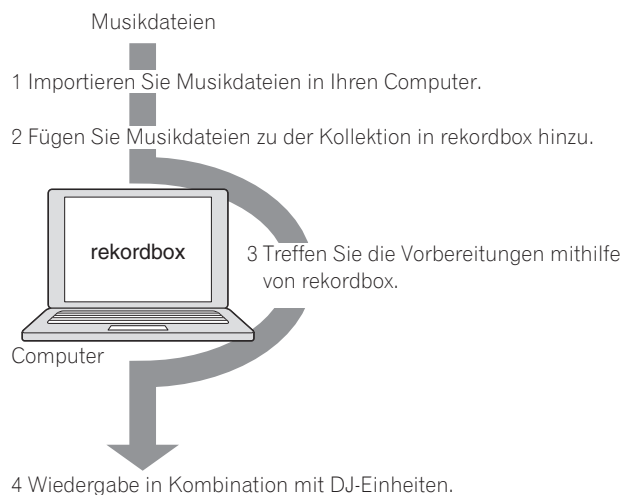 Musikdateien
1 Importieren Sie Musikdateien in Ihren Computer.
2 Fügen Sie Musikdateien zu der Kollektion in rekordbox hinzu.
rekordbox
3 Treffen Sie die Vorbereitungen mithilfe
von rekordbox.
Computer
4 Wiedergabe in Kombination mit DJ-Einheiten.